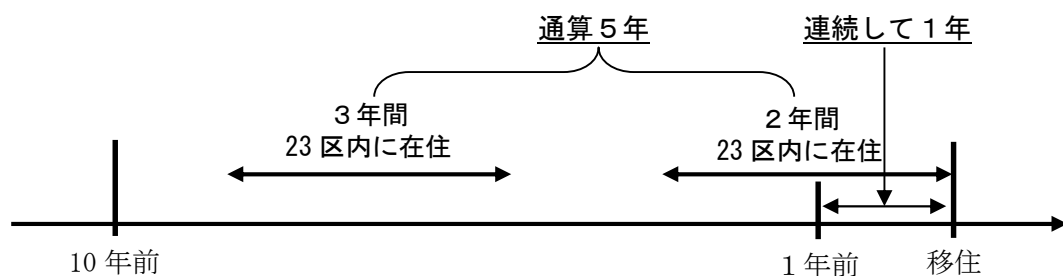 通算５年
連続して１年
３年間
23 区内に在住
２年間
23 区内に在住
10 年前
１年前
移住